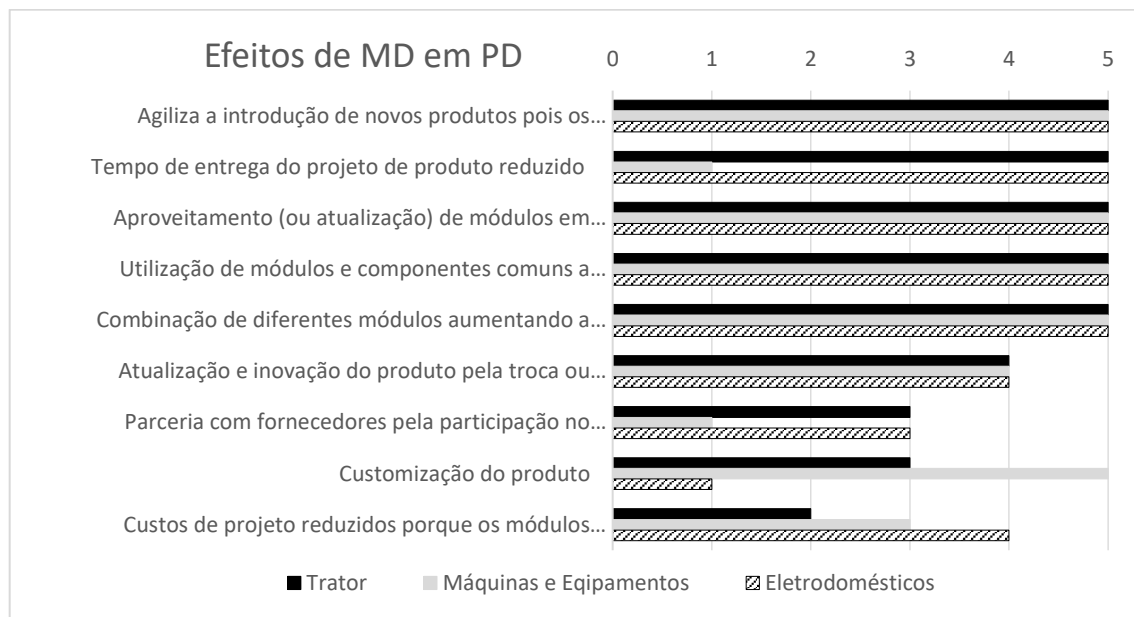 Efeitos de MD em PD
0 1 2 3 4 5
Agiliza a introdução de novos produtos pois os...
Tempo de entrega do projeto de produto reduzido
Aproveitamento (ou atualização) de módulos em...
Utilização de módulos e componentes comuns a...
Combinação de diferentes módulos aumentando a...
Atualização e inovação do produto pela troca ou...
Parceria com fornecedores pela participação no...
Customização do produto
Custos de projeto reduzidos porque os módulos...
Trator Máquinas e Eqipamentos Eletrodomésticos